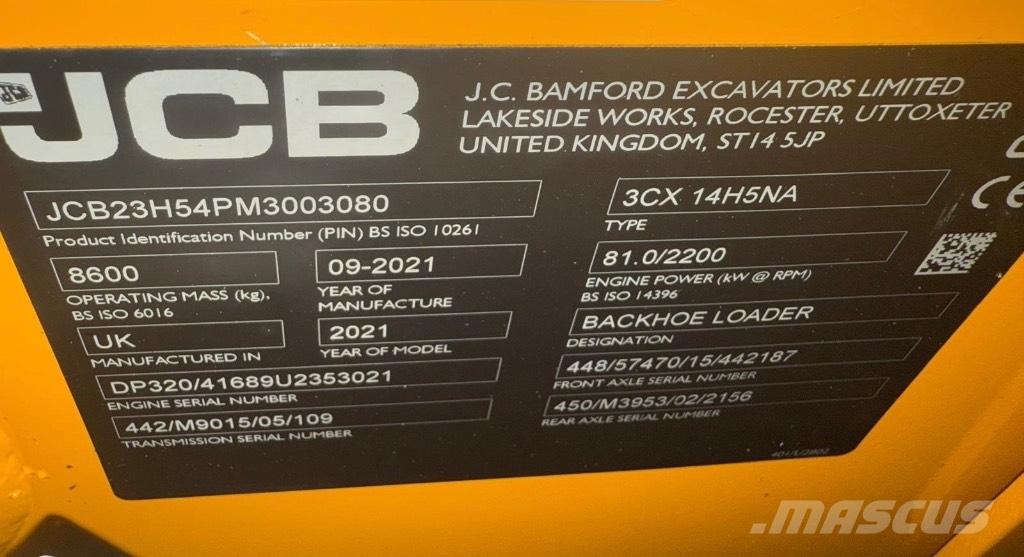 JCB
J.C. BAMFORD EXCAVATORS LIMITED
LAKESIDE WORKS, ROCESTER, UTTOXETER
UNITED KINGDOM, ST14 5JP
JCB23H54PM3003080
Product Identification Number (PIN) BS ISO 10261
3CX 14H5NA
TYPE
CE
8600
OPERATING MASS (kg),
BS ISO 6016
09-2021
YEAR OF
MANUFACTURE
81.0/2200
ENGINE POWER (kW @ RPM)
BS ISO 14396
UK
MANUFACTURED IN
2021
YEAR OF MODEL
BACKHOE LOADER
DESIGNATION
DP320/41689U2353021
ENGINE SERIAL NUMBER
448/57470/15/442187
FRONT AXLE SERIAL NUMBER
442/M9015/05/109
TRANSMISSION SERIAL NUMBER
450/M3953/02/2156
REAR AXLE SERIAL NUMBER
401/L/2802
.MASCUS